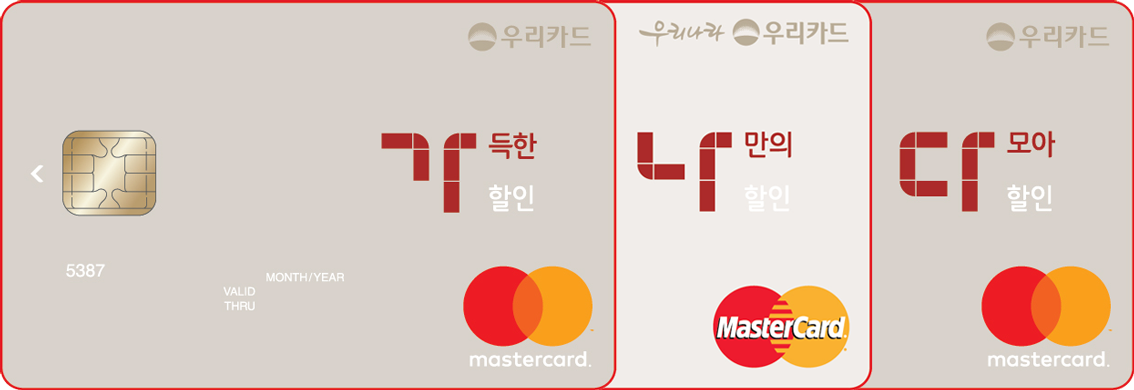 우리카드
가득한
할인
5387
MONTH/YEAR
VALID
THRU
mastercard.
우리나라 우리카드
나만의
할인
MasterCard
우리카드
다모아
할인
mastercard.